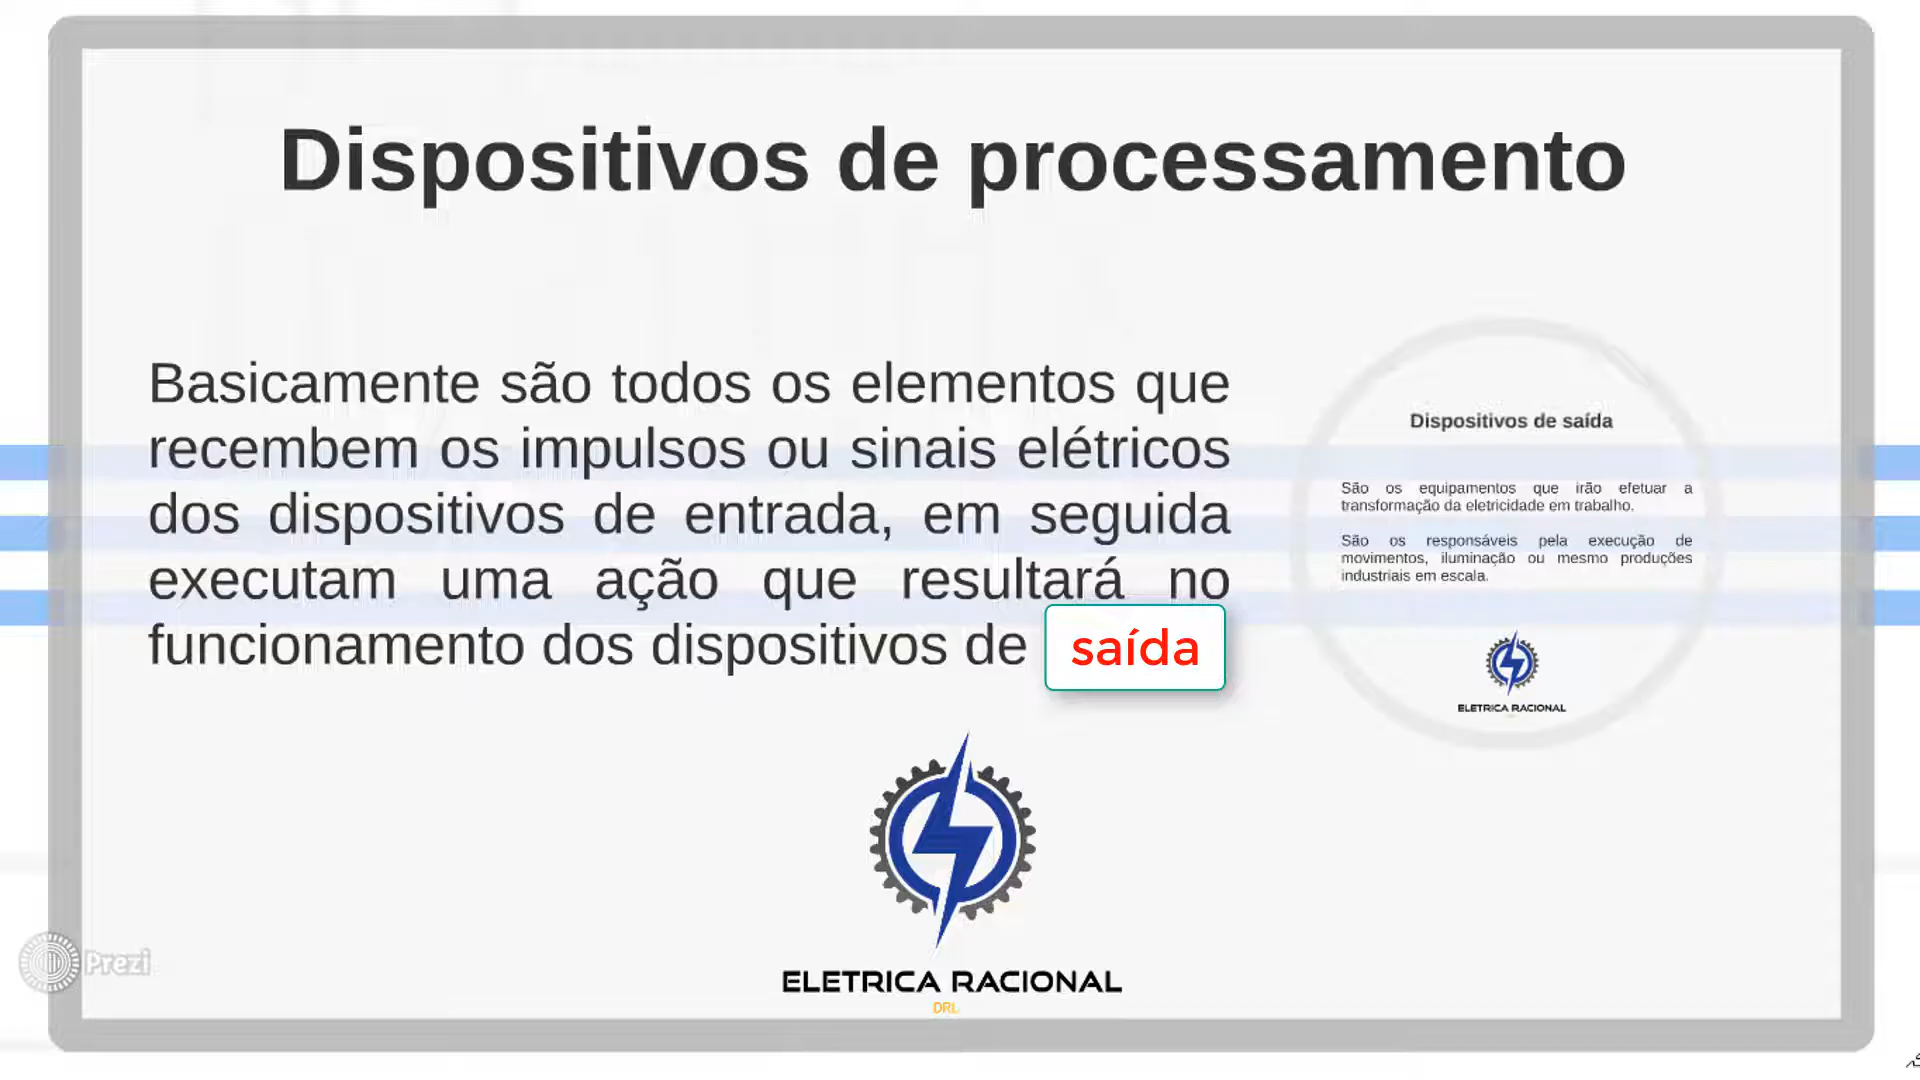 Dispositivos de processamento
Basicamente são todos os elementos que
recembem os impulsos ou sinais elétricos
dos dispositivos de entrada, em seguida
executam uma ação que resultará no
funcionamento dos dispositivos de saída
Dispositivos de saída
São os equipamentos que irão efetuar a
transformação da eletricidade em trabalho.
São os responsáveis pela execução de
movimentos, iluminação ou mesmo produções
industriais em escala.
ELETRICA RACIONAL
ELETRICA RACIONAL
DRL
Prezi